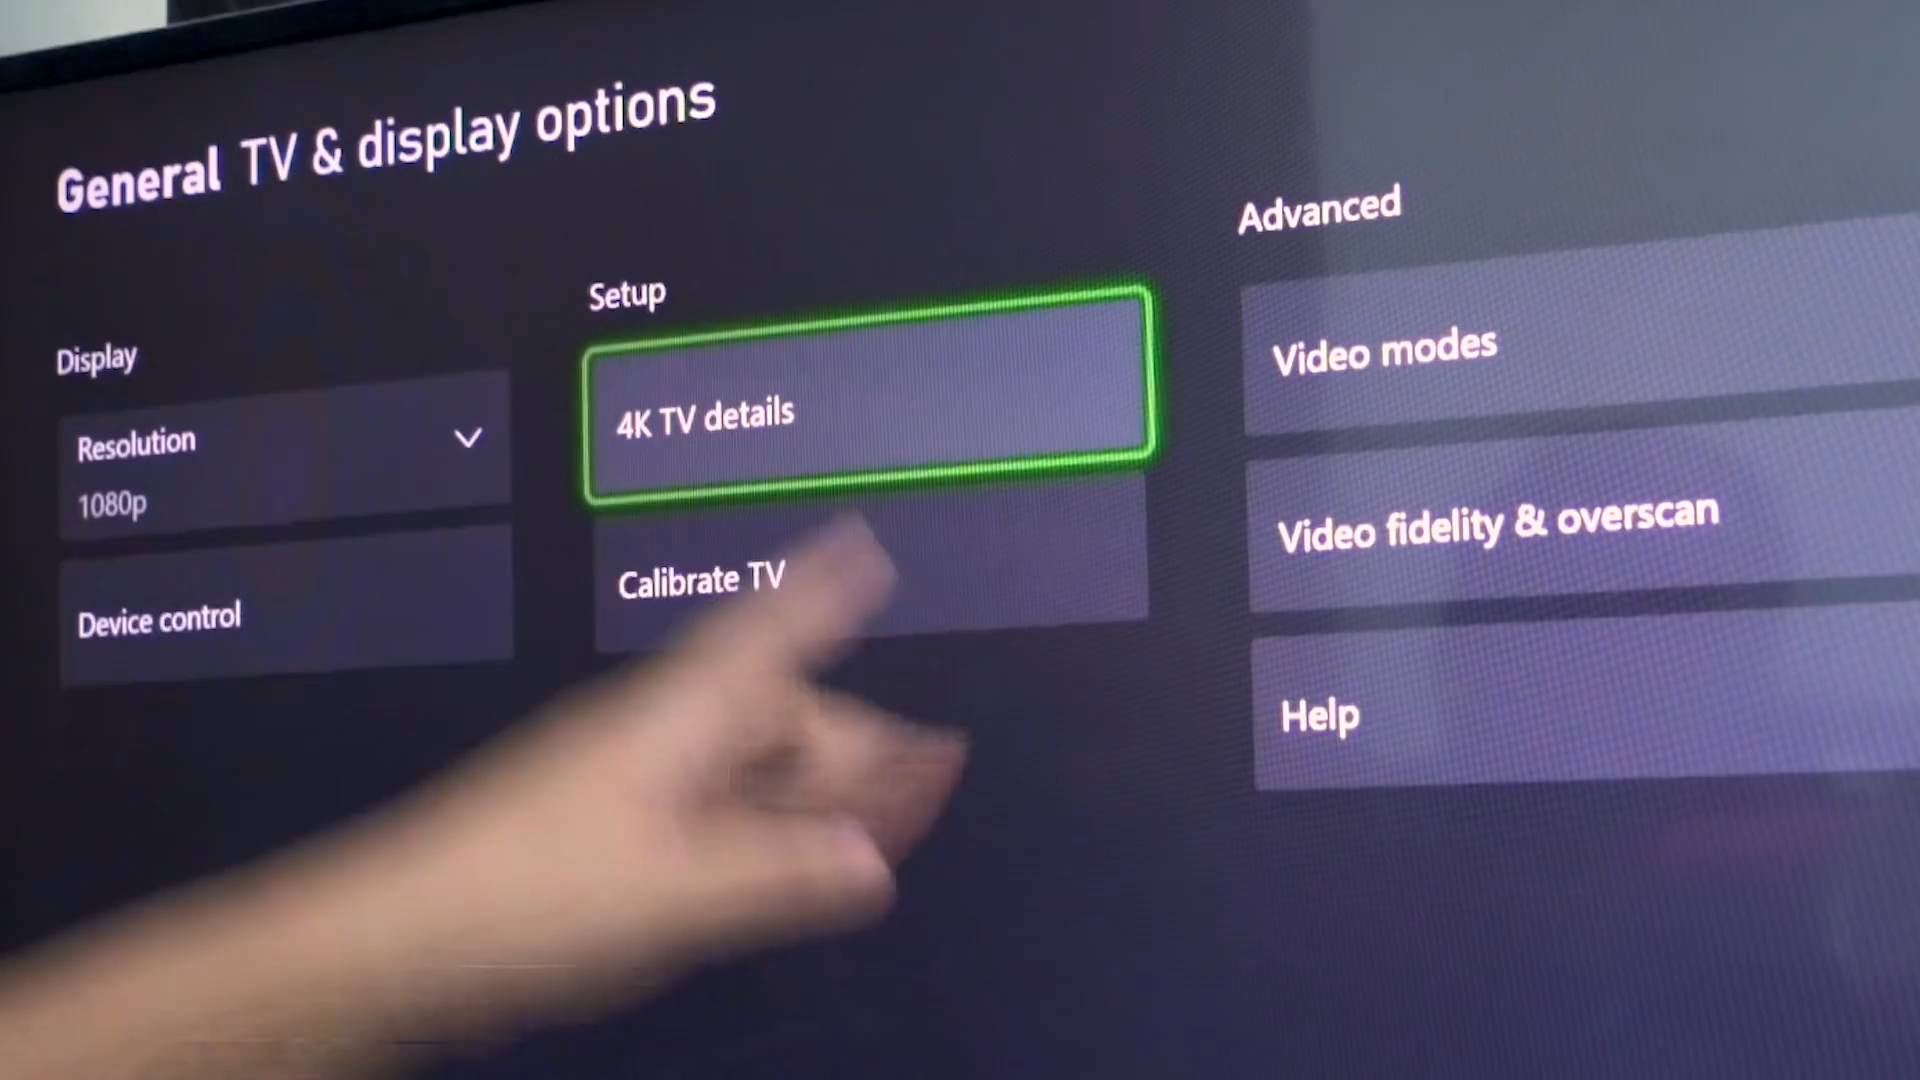 General TV & display options
Display
Resolution
1080p
Device control
Setup
4K TV details
Calibrate TV
Advanced
Video modes
Video fidelity & overscan
Help